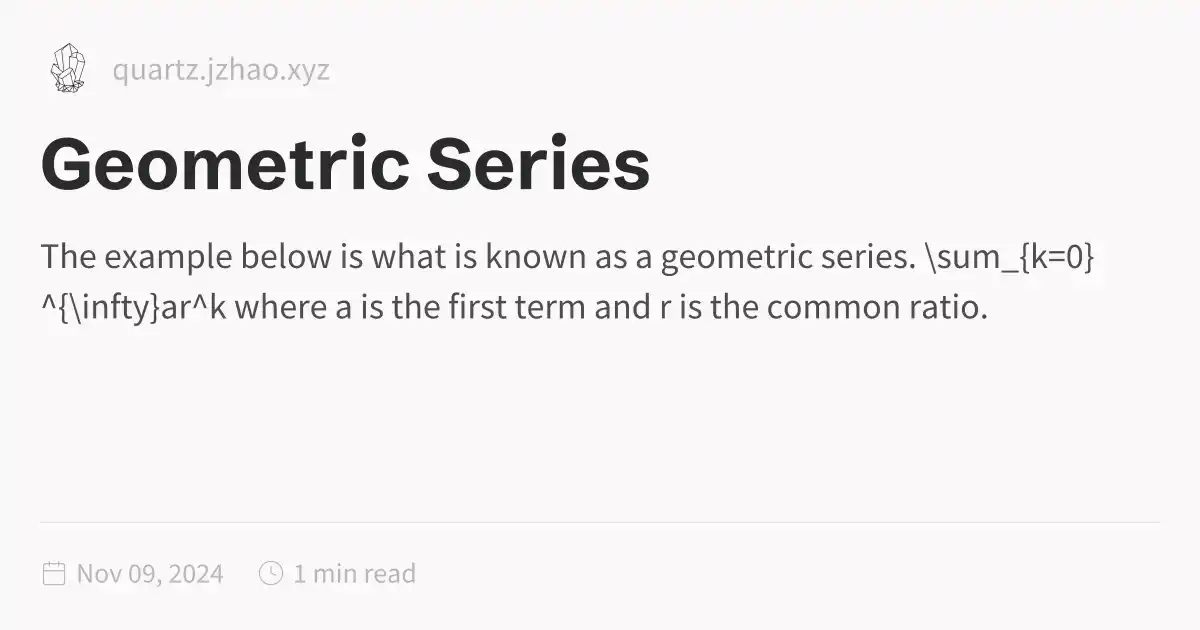 quartz.jzhao.xyz
Geometric Series
The example below is what is known as a geometric series. \sum_{k=0}
^{\infty}ar^k where a is the first term and r is the common ratio.
Nov 09, 2024 1 min read